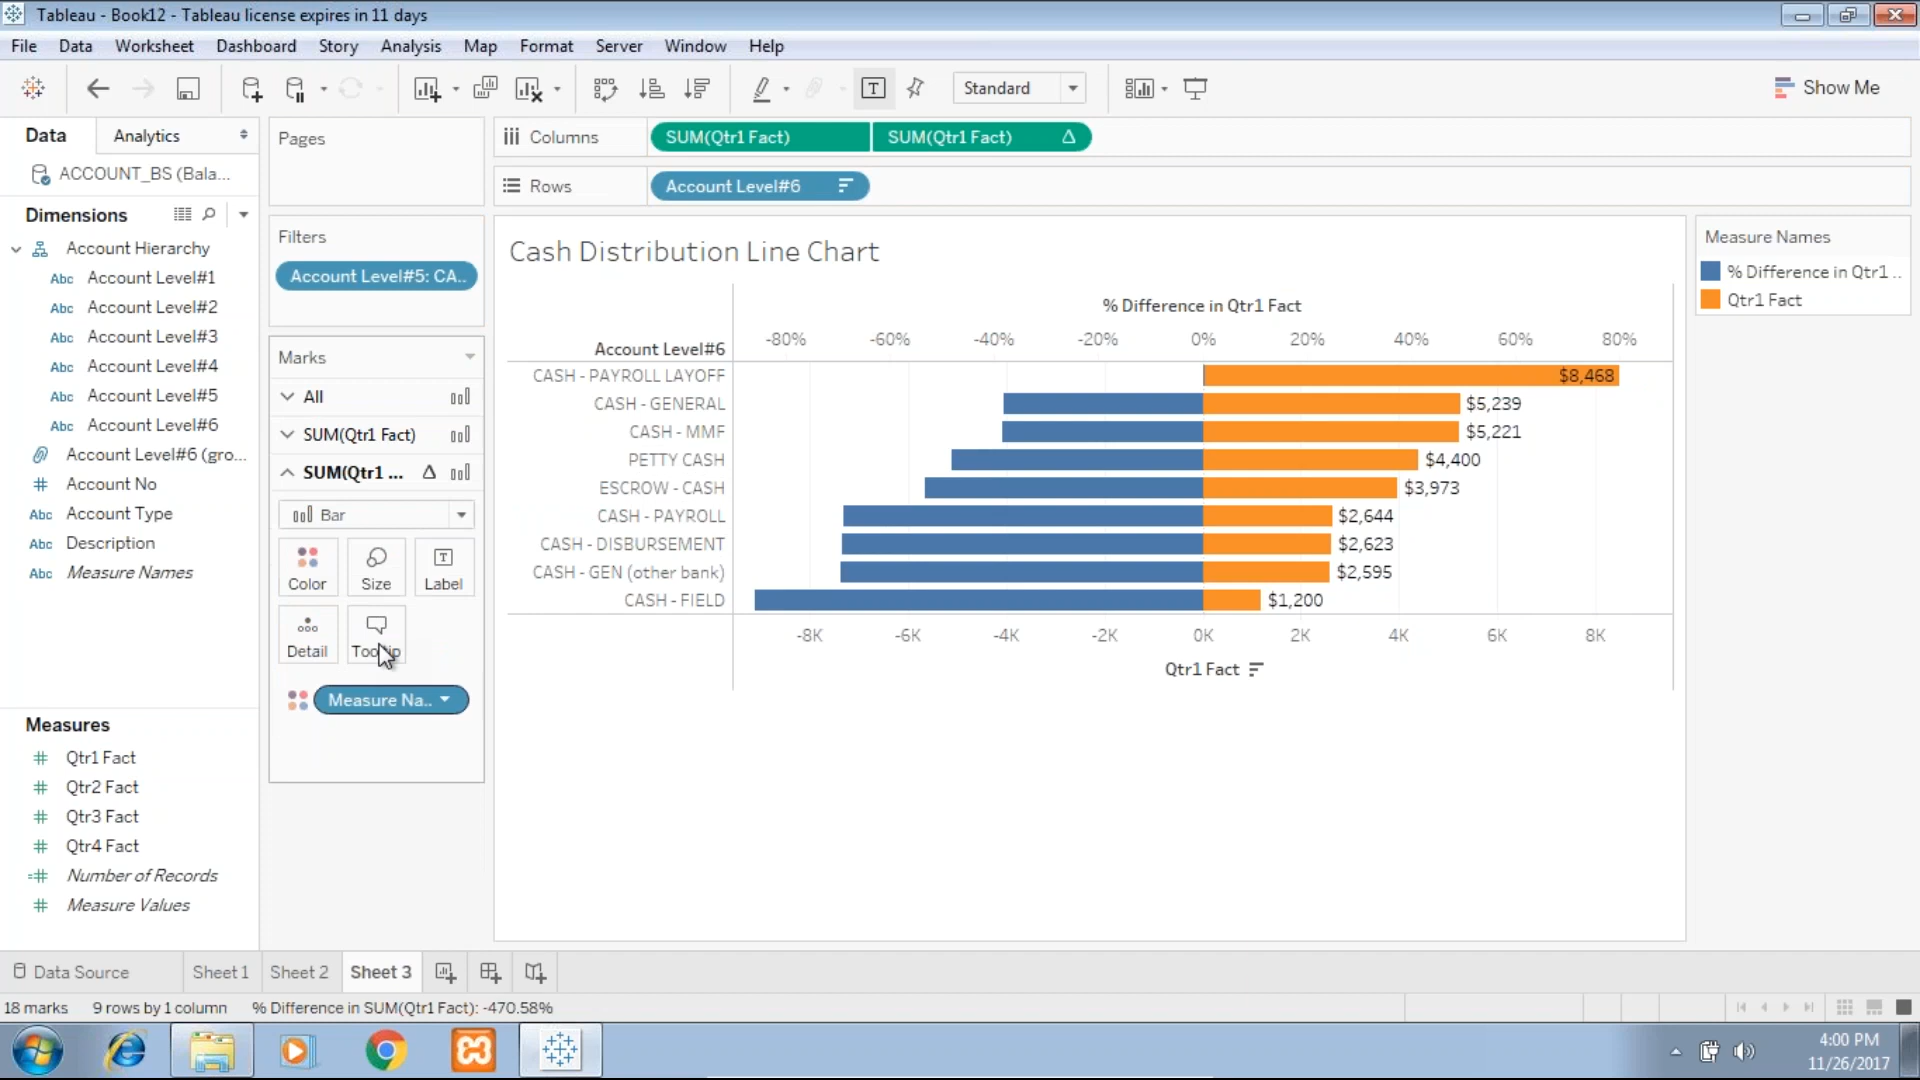 Tableau - Book12 - Tableau license expires in 11 days
File Data Worksheet Dashboard Story Analysis Map Format Server Window Help
Standard
Show Me
Data Analytics
ACCOUNT_BS (Bala...
Dimensions
Account Hierarchy
Abc Account Level#1
Abc Account Level#2
Abc Account Level#3
Abc Account Level#4
Abc Account Level#5
Abc Account Level#6
Account Level#6 (gro...
# Account No
Abc Account Type
Abc Description
Abc Measure Names
Measures
# Qtr1 Fact
# Qtr2 Fact
# Qtr3 Fact
# Qtr4 Fact
=# Number of Records
# Measure Values
Pages
Filters
Account Level#5: CA..
Marks
All
SUM(Qtr1 Fact)
SUM(Qtr1 ... Δ
Bar
Color Size Label
Detail Tooltip
Measure Na..
Columns SUM(Qtr1 Fact) SUM(Qtr1 Fact) Δ
Rows Account Level#6
Cash Distribution Line Chart
% Difference in Qtr1 Fact
Account Level#6 -80% -60% -40% -20% 0% 20% 40% 60% 80%
CASH - PAYROLL LAYOFF $8,468
CASH - GENERAL $5,239
CASH - MMF $5,221
PETTY CASH $4,400
ESCROW - CASH $3,973
CASH - PAYROLL $2,644
CASH - DISBURSEMENT $2,623
CASH - GEN (other bank) $2,595
CASH - FIELD $1,200
-8K -6K -4K -2K 0K 2K 4K 6K 8K
Qtr1 Fact
Measure Names
% Difference in Qtr1 ..
Qtr1 Fact
Data Source Sheet 1 Sheet 2 Sheet 3
18 marks 9 rows by 1 column % Difference in SUM(Qtr1 Fact): -470.58%
4:00 PM
11/26/2017